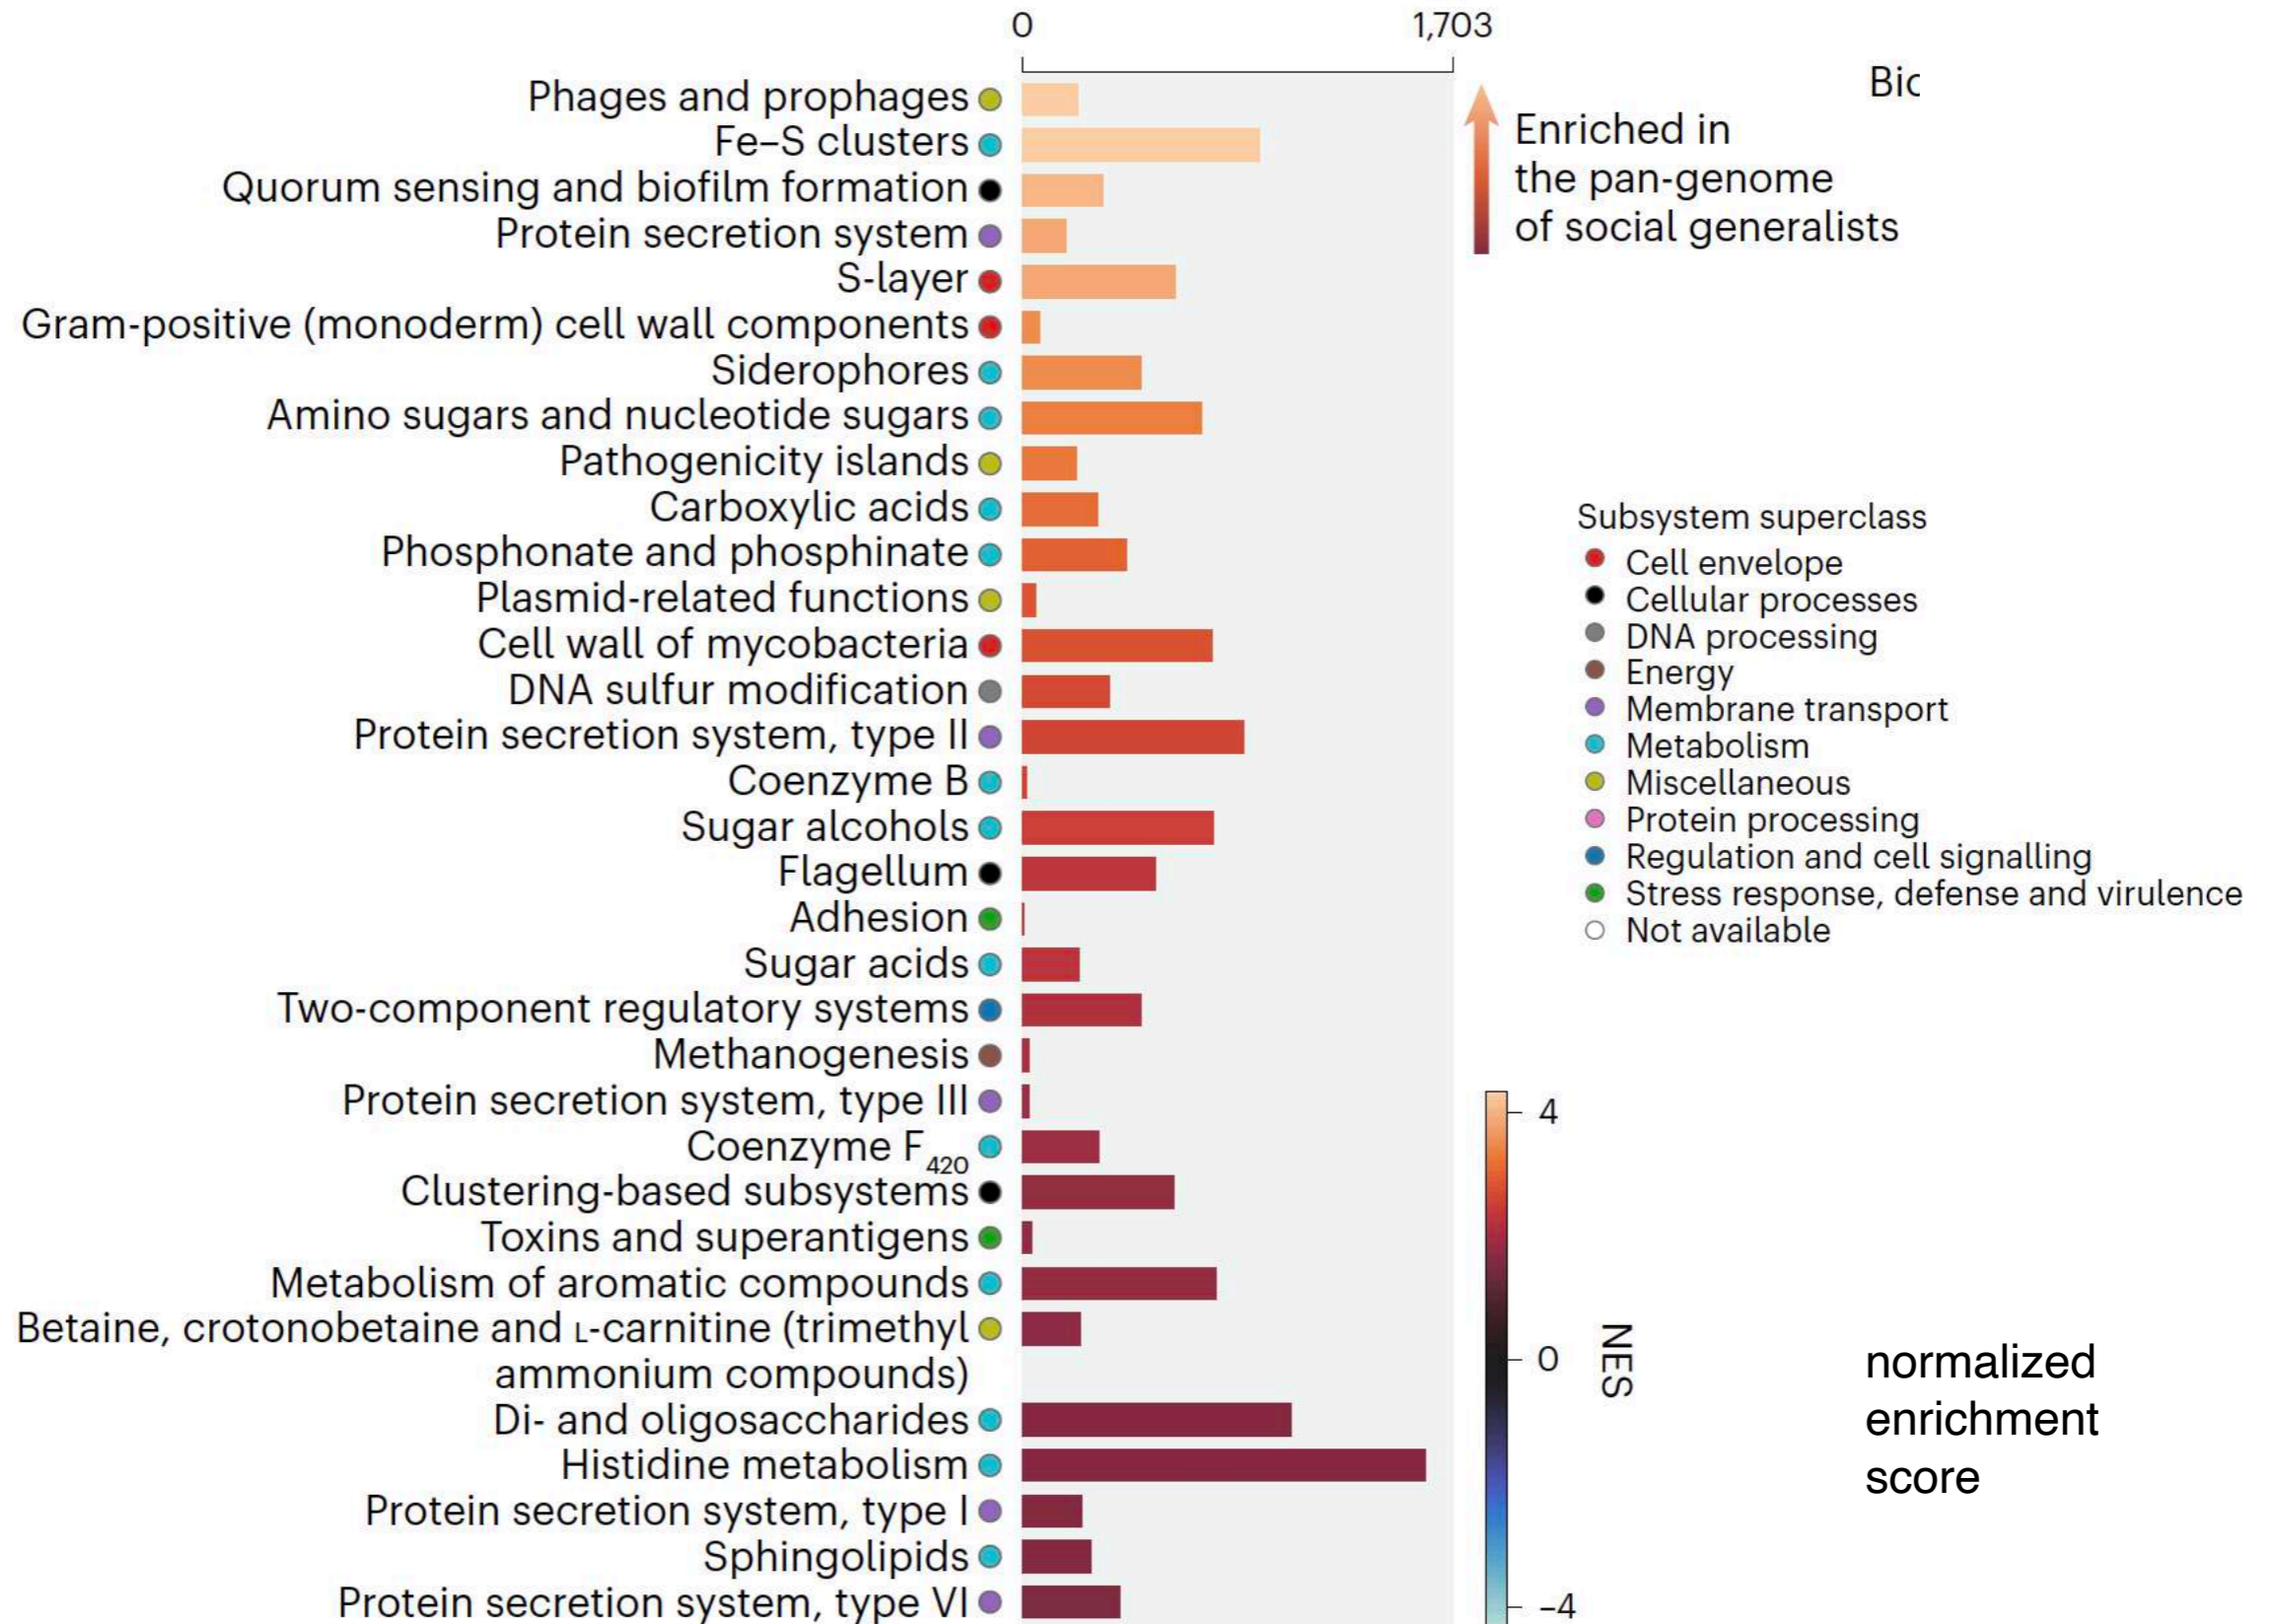 0 1,703
Bic
Enriched in
the pan-genome
of social generalists
Phages and prophages
Fe–S clusters
Quorum sensing and biofilm formation
Protein secretion system
S-layer
Gram-positive (monoderm) cell wall components
Siderophores
Amino sugars and nucleotide sugars
Pathogenicity islands
Carboxylic acids
Phosphonate and phosphinate
Plasmid-related functions
Cell wall of mycobacteria
DNA sulfur modification
Protein secretion system, type II
Coenzyme B
Sugar alcohols
Flagellum
Adhesion
Sugar acids
Two-component regulatory systems
Methanogenesis
Protein secretion system, type III
Coenzyme F420
Clustering-based subsystems
Toxins and superantigens
Metabolism of aromatic compounds
Betaine, crotonobetaine and L-carnitine (trimethyl
ammonium compounds)
Di- and oligosaccharides
Histidine metabolism
Protein secretion system, type I
Sphingolipids
Protein secretion system, type VI
Subsystem superclass
Cell envelope
Cellular processes
DNA processing
Energy
Membrane transport
Metabolism
Miscellaneous
Protein processing
Regulation and cell signalling
Stress response, defense and virulence
Not available
4
0
–4
NES
normalized
enrichment
score